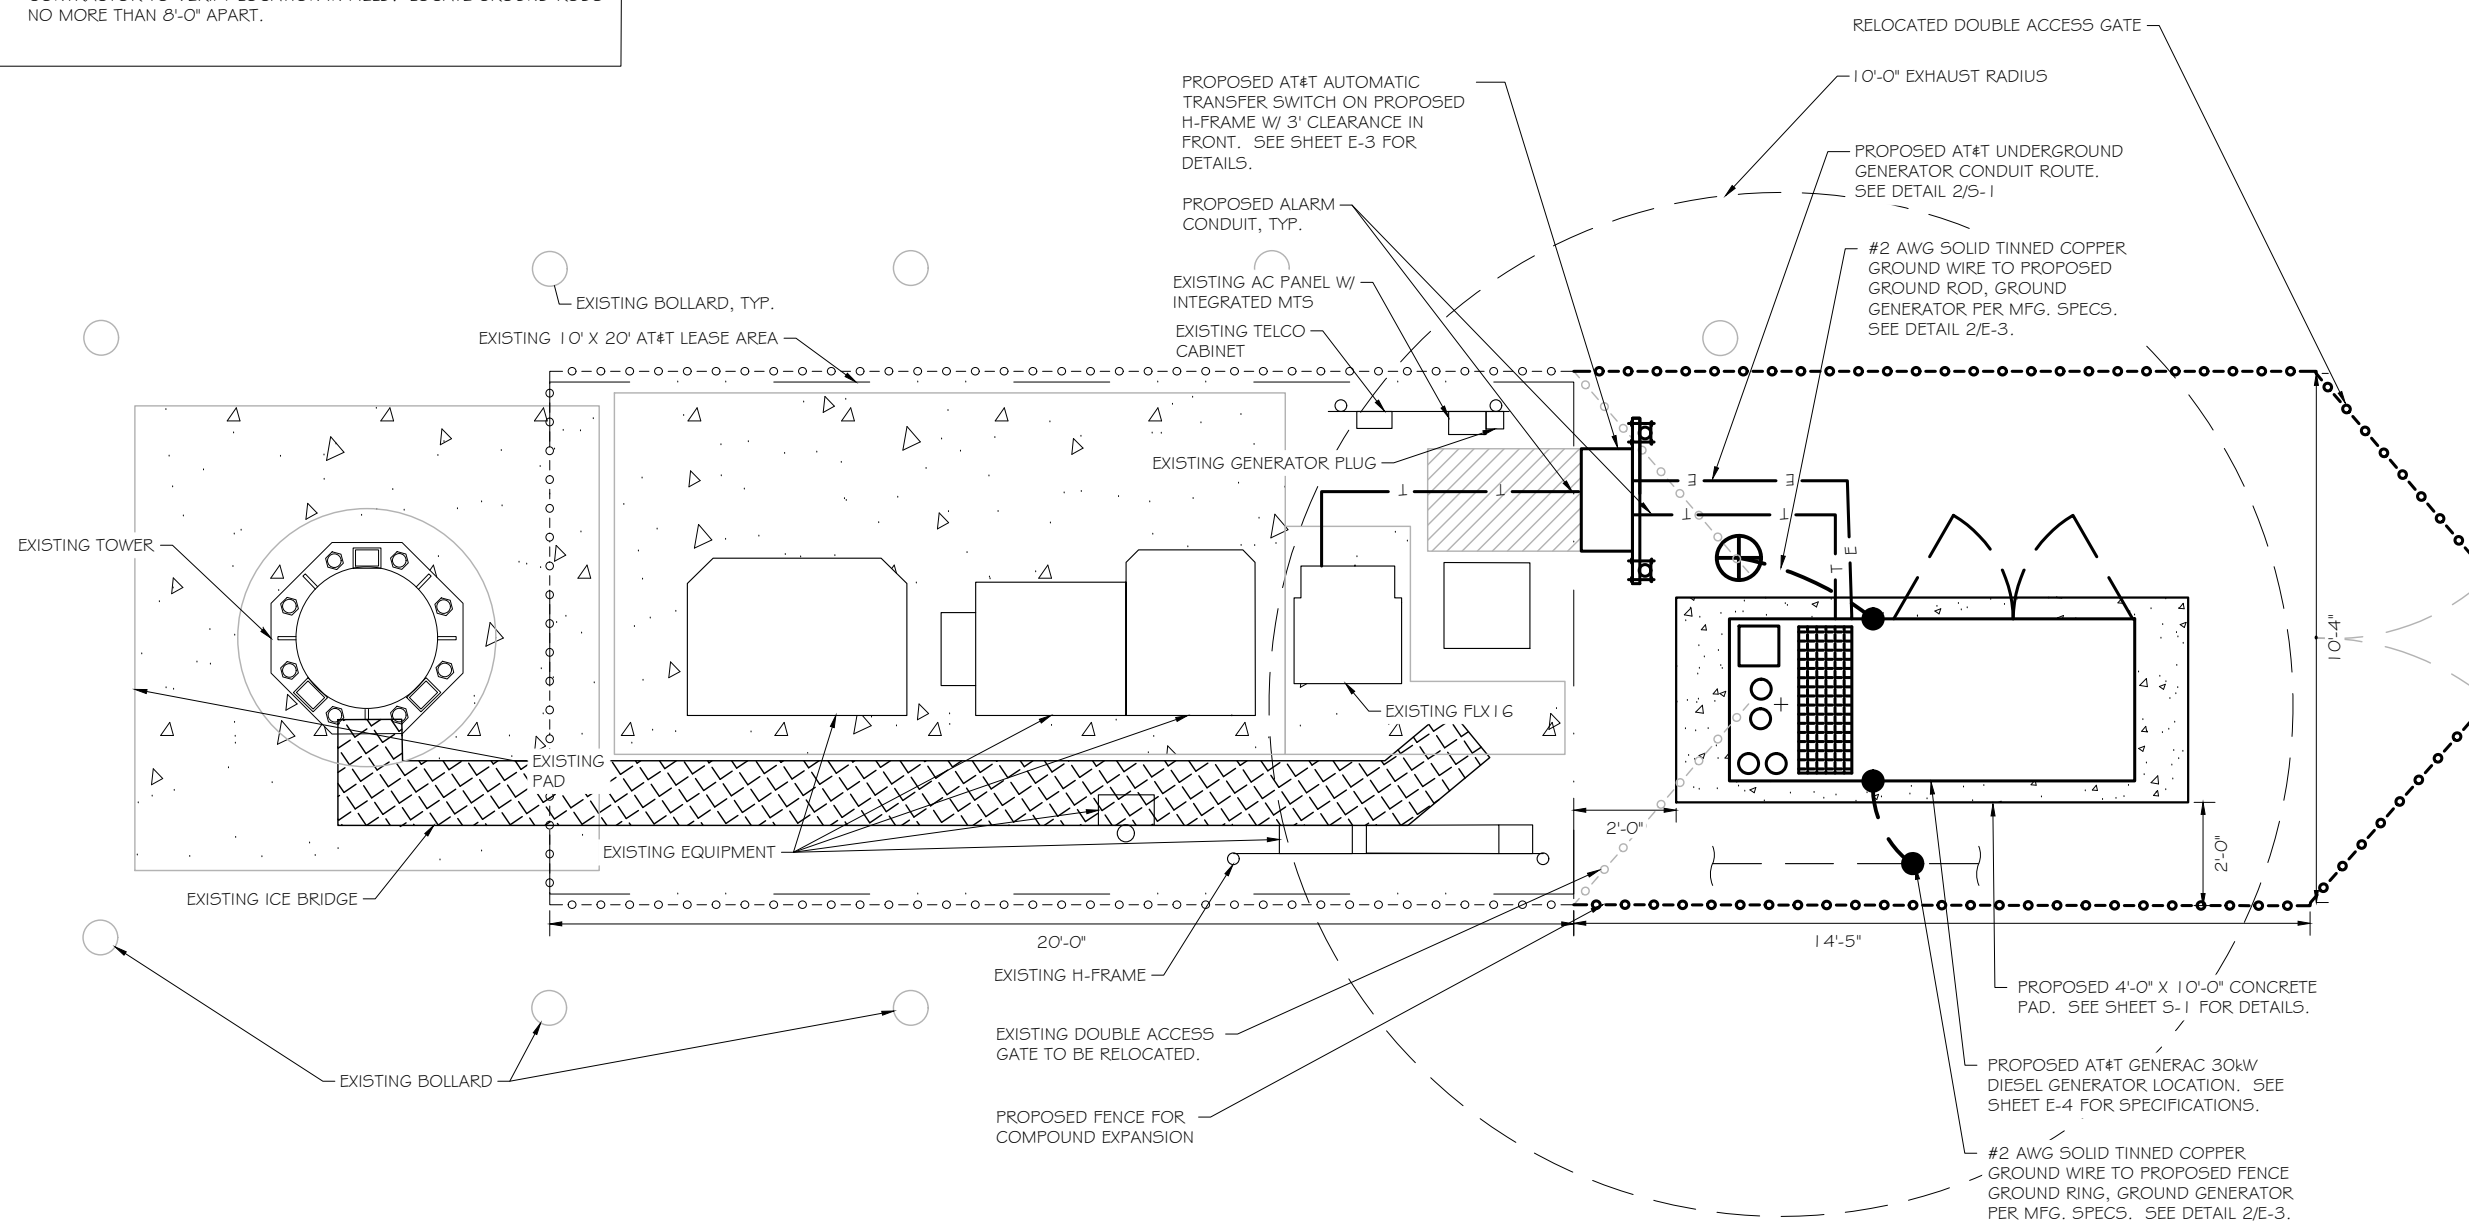 NO MORE THAN 8'-0" APART.
RELOCATED DOUBLE ACCESS GATE
10'-0" EXHAUST RADIUS
PROPOSED AT&T AUTOMATIC
TRANSFER SWITCH ON PROPOSED
H-FRAME W/ 3' CLEARANCE IN
FRONT. SEE SHEET E-3 FOR
DETAILS.
PROPOSED AT&T UNDERGROUND
GENERATOR CONDUIT ROUTE.
SEE DETAIL 2/S-1
PROPOSED ALARM
CONDUIT, TYP.
#2 AWG SOLID TINNED COPPER
GROUND WIRE TO PROPOSED
GROUND ROD, GROUND
GENERATOR PER MFG. SPECS.
SEE DETAIL 2/E-3.
EXISTING AC PANEL W/
INTEGRATED MTS
EXISTING BOLLARD, TYP.
EXISTING TELCO
CABINET
EXISTING 10' X 20' AT&T LEASE AREA
EXISTING GENERATOR PLUG
T T
E E
T T
E
T
EXISTING TOWER
10'-4"
EXISTING FLX16
EXISTING
PAD
2'-0"
EXISTING EQUIPMENT
2'-0"
EXISTING ICE BRIDGE
20'-0"
14'-5"
EXISTING H-FRAME
PROPOSED 4'-0" X 10'-0" CONCRETE
PAD. SEE SHEET S-1 FOR DETAILS.
EXISTING DOUBLE ACCESS
GATE TO BE RELOCATED.
EXISTING BOLLARD
PROPOSED AT&T GENERAC 30kW
DIESEL GENERATOR LOCATION. SEE
SHEET E-4 FOR SPECIFICATIONS.
PROPOSED FENCE FOR
COMPOUND EXPANSION
#2 AWG SOLID TINNED COPPER
GROUND WIRE TO PROPOSED FENCE
GROUND RING, GROUND GENERATOR
PER MFG. SPECS. SEE DETAIL 2/E-3.